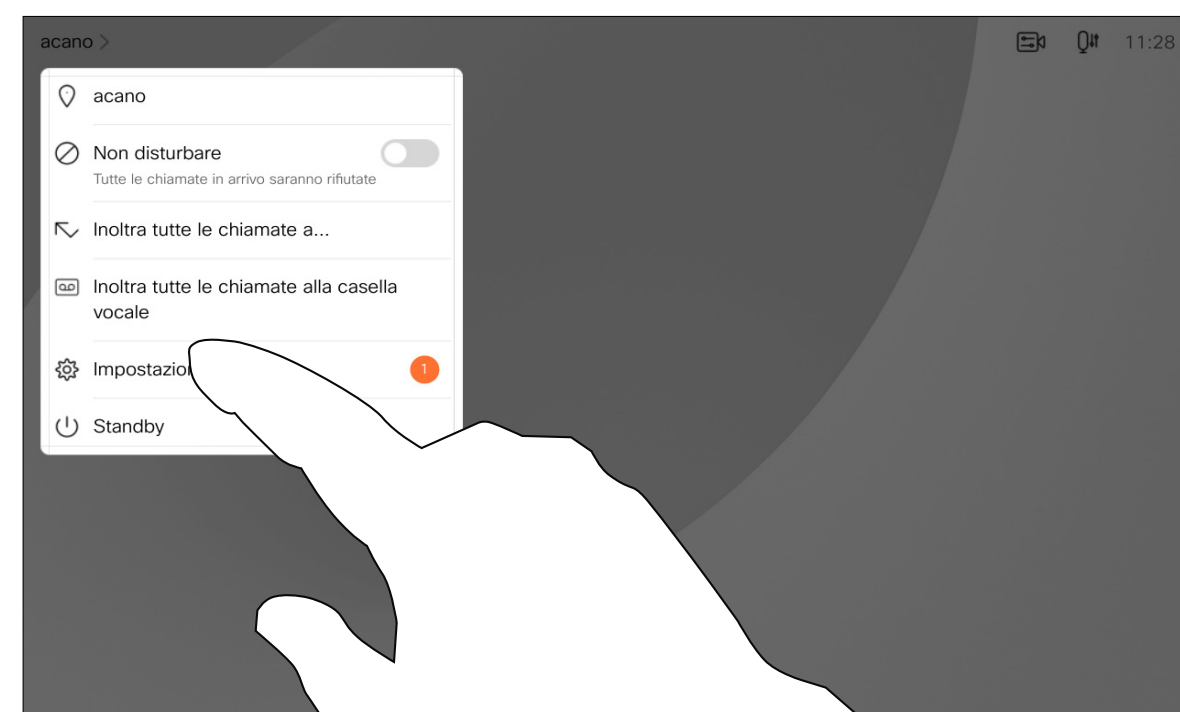 acano
11:28
acano
Non disturbare
Tutte le chiamate in arrivo saranno rifiutate
Inoltra tutte le chiamate a...
Inoltra tutte le chiamate alla casella
vocale
1
Standby